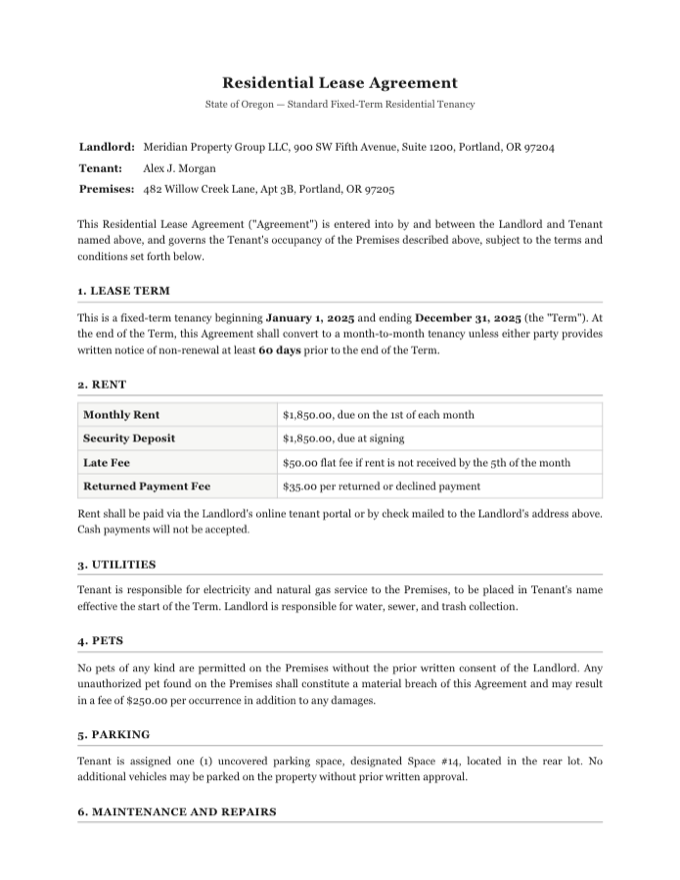 Residential Lease Agreement
State of Oregon — Standard Fixed-Term Residential Tenancy
Landlord: Meridian Property Group LLC, 900 SW Fifth Avenue, Suite 1200, Portland, OR 97204
Tenant: Alex J. Morgan
Premises: 482 Willow Creek Lane, Apt 3B, Portland, OR 97205
This Residential Lease Agreement ("Agreement") is entered into by and between the Landlord and Tenant
named above, and governs the Tenant's occupancy of the Premises described above, subject to the terms and
conditions set forth below.
1. LEASE TERM
This is a fixed-term tenancy beginning January 1, 2025 and ending December 31, 2025 (the "Term"). At
the end of the Term, this Agreement shall convert to a month-to-month tenancy unless either party provides
written notice of non-renewal at least 60 days prior to the end of the Term.
2. RENT
Monthly Rent $1,850.00, due on the 1st of each month
Security Deposit $1,850.00, due at signing
Late Fee $50.00 flat fee if rent is not received by the 5th of the month
Returned Payment Fee $35.00 per returned or declined payment
Rent shall be paid via the Landlord's online tenant portal or by check mailed to the Landlord's address above.
Cash payments will not be accepted.
3. UTILITIES
Tenant is responsible for electricity and natural gas service to the Premises, to be placed in Tenant's name
effective the start of the Term. Landlord is responsible for water, sewer, and trash collection.
4. PETS
No pets of any kind are permitted on the Premises without the prior written consent of the Landlord. Any
unauthorized pet found on the Premises shall constitute a material breach of this Agreement and may result
in a fee of $250.00 per occurrence in addition to any damages.
5. PARKING
Tenant is assigned one (1) uncovered parking space, designated Space #14, located in the rear lot. No
additional vehicles may be parked on the property without prior written approval.
6. MAINTENANCE AND REPAIRS